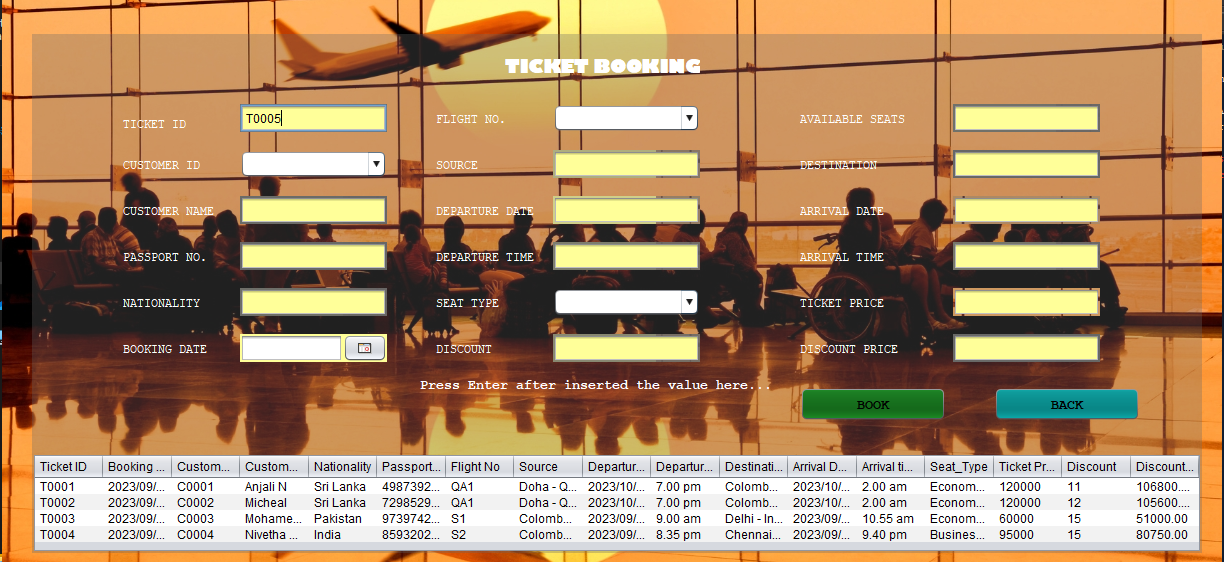 TICKET BOOKING
TICKET ID T0005 FLIGHT NO. AVAILABLE SEATS
CUSTOMER ID SOURCE DESTINATION
CUSTOMER NAME DEPARTURE DATE ARRIVAL DATE
PASSPORT NO. DEPARTURE TIME ARRIVAL TIME
NATIONALITY SEAT TYPE TICKET PRICE
BOOKING DATE DISCOUNT DISCOUNT PRICE
Press Enter after inserted the value here...
BOOK BACK
Ticket ID Booking ... Custom... Custom... Nationality Passport... Flight No Source Departur... Departur... Destinati... Arrival D... Arrival ti... Seat_Type Ticket Pr... Discount Discount...
T0001 2023/09/... C0001 Anjali N Sri Lanka 4987392... QA1 Doha - Q... 2023/10/... 7.00 pm Colomb... 2023/10/... 2.00 am Econom... 120000 11 106800....
T0002 2023/09/... C0002 Micheal Sri Lanka 7298529... QA1 Doha - Q... 2023/10/... 7.00 pm Colomb... 2023/10/... 2.00 am Econom... 120000 12 105600....
T0003 2023/09/... C0003 Mohame... Pakistan 9739742... S1 Colomb... 2023/09/... 9.00 am Delhi - In... 2023/09/... 10.55 am Econom... 60000 15 51000.00
T0004 2023/09/... C0004 Nivetha ... India 8593202... S2 Colomb... 2023/09/... 8.35 pm Chennai... 2023/09/... 9.40 pm Busines... 95000 15 80750.00